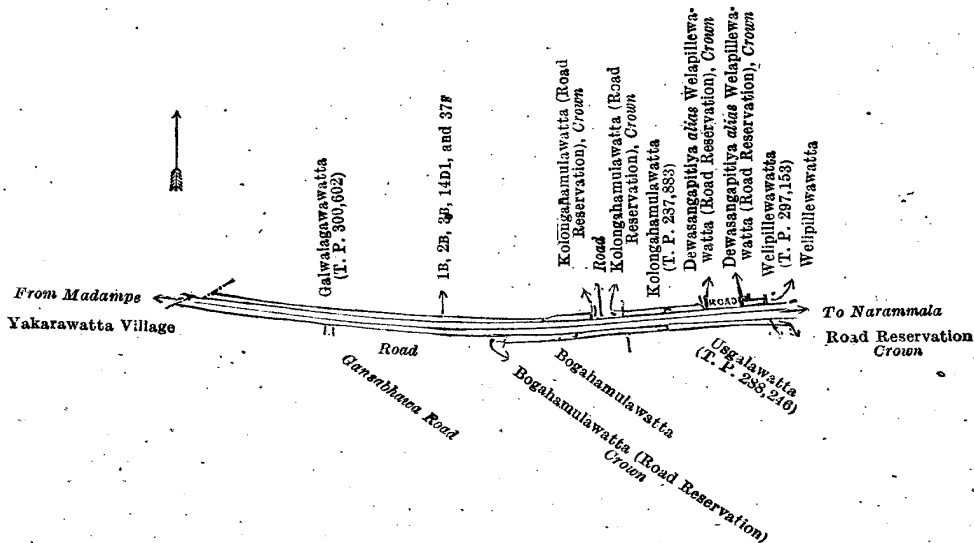 Galwalagawawatta
(T. P. 300,602)
1B, 2B, 3B, 14D1, and 37F
Kolongahamulawatta (Road
Reservation), Crown
Road
Kolongahamulawatta (Road
Reservation), Crown
Kolongahamulawatta
(T. P. 237,883)
Dewasangapitiya alias Welapillewa-
watta (Road Reservation), Crown
Dewasangapitiya alias Welapillewa-
watta (Road Reservation), Crown
Welipillewawatta
(T. P. 297,153)
Welipillewawatta
From Madampe
Yakarawatta Village
ROAD
To Narammala
Road Reservation
Crown
Road
Gansabhawa Road
Bogahamulawatta
Bogahamulawatta (Road Reservation)
Crown
Usgalawatta
(T. P. 288,246)